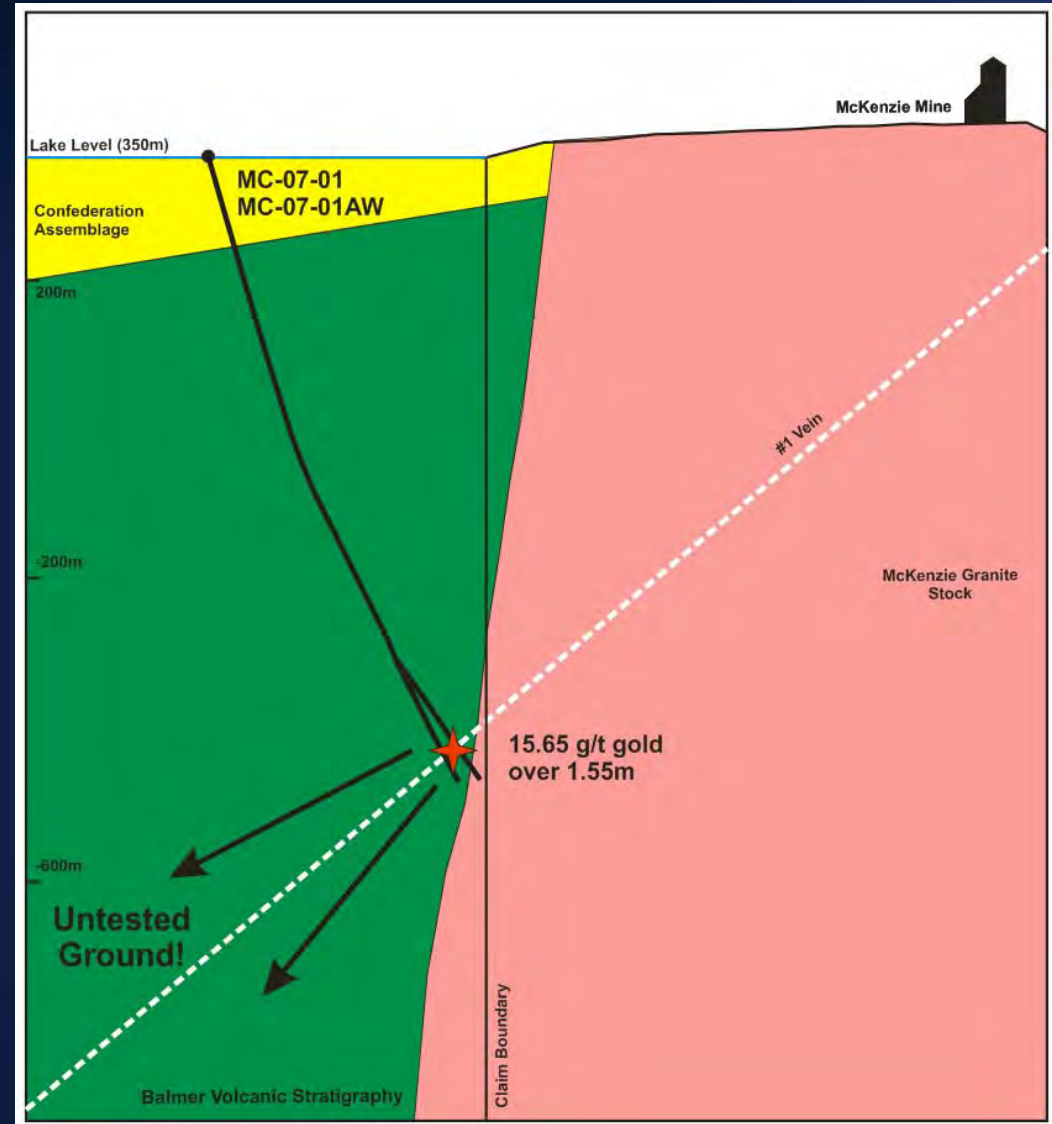 McKenzie Mine
Lake Level (350m)
MC-07-01
MC-07-01AW
Confederation
Assemblage
200m
#1 Vein
-200m
McKenzie Granite
Stock
15.65 g/t gold
over 1.55m
-600m
Untested
Ground!
Claim Boundary
Balmer Volcanic Stratigraphy